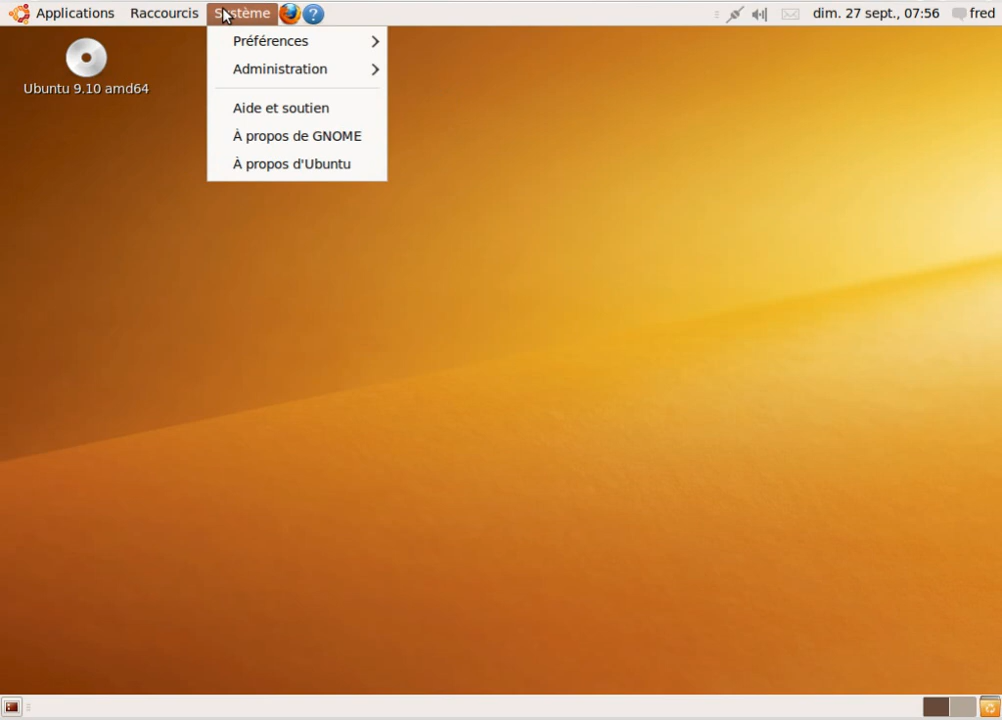 Applications Raccourcis Système ? dim. 27 sept., 07:56 fred
Ubuntu 9.10 amd64
Préférences
Administration
Aide et soutien
À propos de GNOME
À propos d'Ubuntu